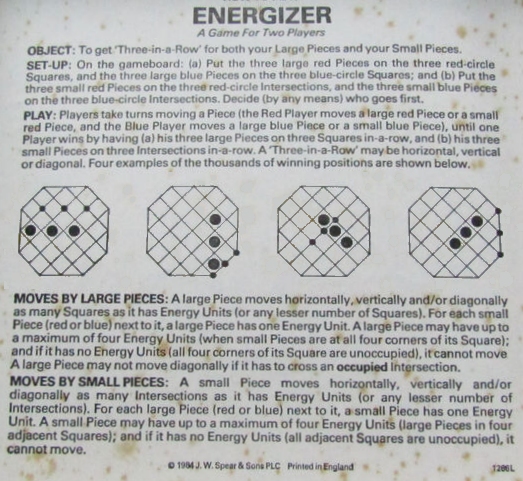 ENERGIZER
A Game For Two Players
OBJECT: To get 'Three-in-a-Row' for both your Large Pieces and your Small Pieces.
SET-UP: On the gameboard: (a) Put the three large red Pieces on the three red-circle
Squares, and the three large blue Pieces on the three blue-circle Squares; and (b) Put the
three small red Pieces on the three red-circle Intersections, and the three small blue Pieces
on the three blue-circle Intersections. Decide (by any means) who goes first.
PLAY: Players take turns moving a Piece (the Red Player moves a large red Piece or a small
red Piece, and the Blue Player moves a large blue Piece or a small blue Piece), until one
Player wins by having (a) his three large Pieces on three Squares in-a-row, and (b) his three
small Pieces on three Intersections in-a-row. A 'Three-in-a-Row' may be horizontal, vertical
or diagonal. Four examples of the thousands of winning positions are shown below.
MOVES BY LARGE PIECES: A large Piece moves horizontally, vertically and/or diagonally
as many Squares as it has Energy Units (or any lesser number of Squares). For each small
Piece (red or blue) next to it, a large Piece has one Energy Unit. A large Piece may have up to
a maximum of four Energy Units (when small Pieces are at all four corners of its Square);
and if it has no Energy Units (all four corners of its Square are unoccupied), it cannot move
A large Piece may not move diagonally if it has to cross an occupied Intersection.
MOVES BY SMALL PIECES: A small Piece moves horizontally, vertically and/or
diagonally as many Intersections as it has Energy Units (or any lesser number of
Intersections). For each large Piece (red or blue) next to it, a small Piece has one Energy
Unit. A small Piece may have up to a maximum of four Energy Units (large Pieces in four
adjacent Squares); and if it has no Energy Units (all adjacent Squares are unoccupied), it
cannot move.
© 1984 J. W. Spear & Sons PLC Printed in England 1286L